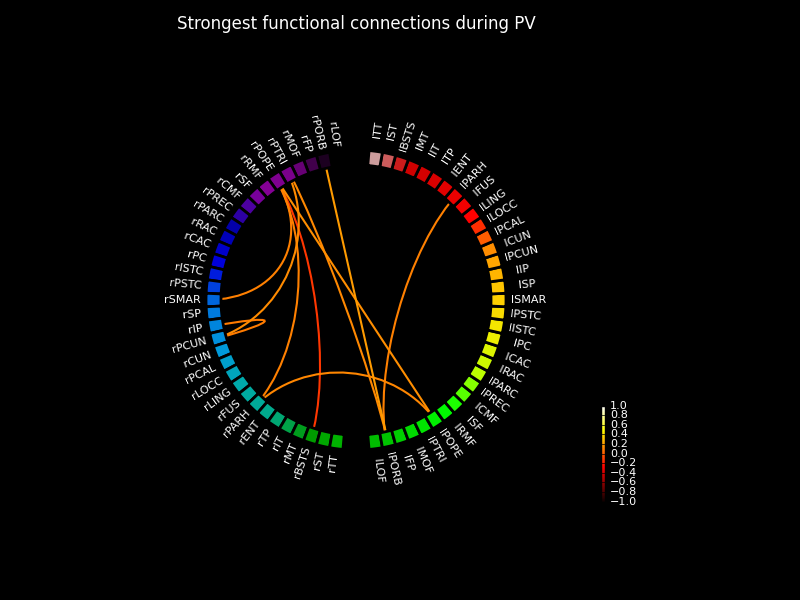 Strongest functional connections during PV
rLOF
rPORB
rFP
rMOF
rPTRI
rPOPE
rRMF
rSF
rCMF
rPREC
rPARC
rRAC
rCAC
rPC
rISTC
rPSTC
rSMAR
rSP
rIP
rPCUN
rCUN
rPCAL
rLOCC
rLING
rFUS
rPARH
rENT
rTP
rIT
rMT
rBSTS
rST
rTT
lTT
lST
lBSTS
lMT
lIT
lTP
lENT
lPARH
lFUS
lLING
lLOCC
lPCAL
lCUN
lPCUN
lIP
lSP
lSMAR
lPSTC
lISTC
lPC
lCAC
lRAC
lPARC
lPREC
lCMF
lSF
lRMF
lPOPE
lPTRI
lMOF
lFP
lPORB
lLOF
1.0
0.8
0.6
0.4
0.2
0.0
−0.2
−0.4
−0.6
−0.8
−1.0